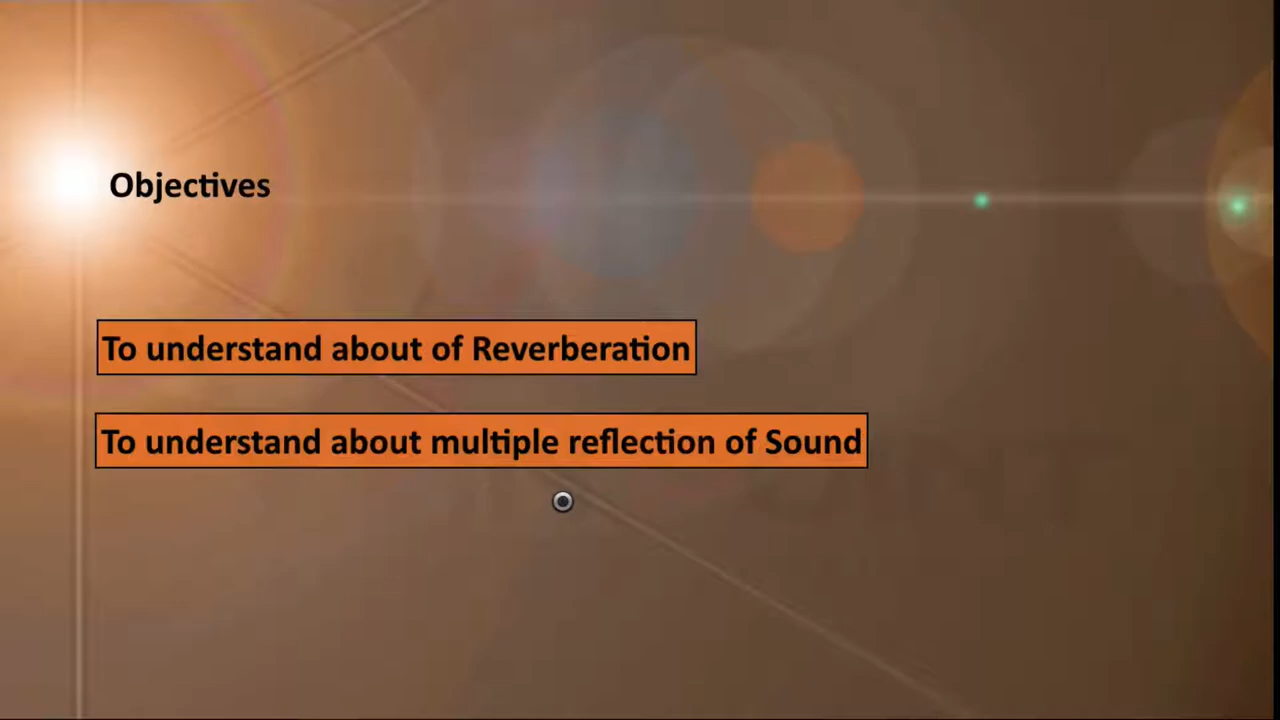 Objectives
To understand about of Reverberation
To understand about multiple reflection of Sound